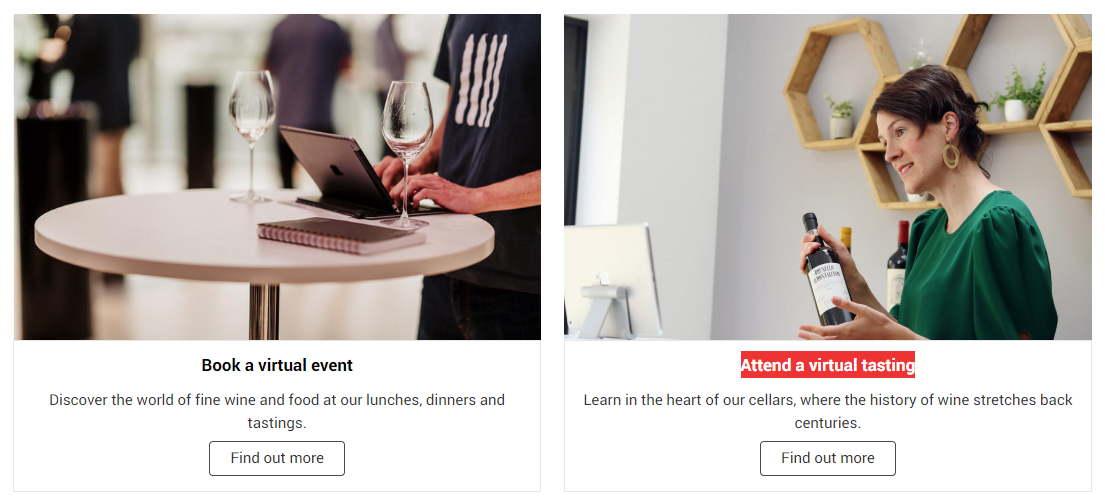 BRUNELLO
Book a virtual event
Discover the world of fine wine and food at our lunches, dinners and
tastings.
Find out more
Attend a virtual tasting
Learn in the heart of our cellars, where the history of wine stretches back
centuries.
Find out more